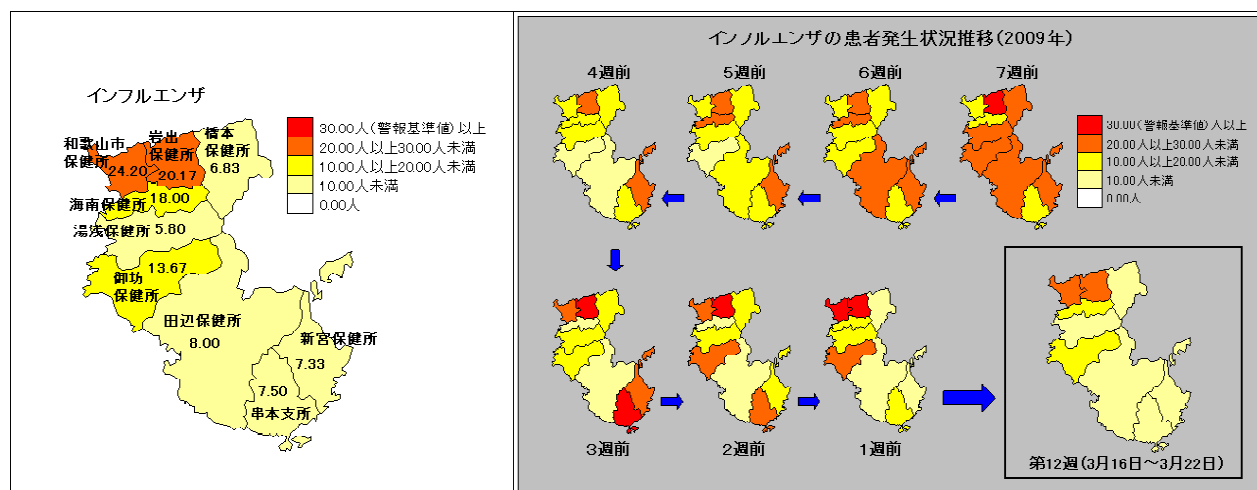 インフルエンザ
和歌山市
保健所
24.20
岩出
保健所
20.17
橋本
保健所
6.83
海南保健所
18.00
湯浅保健所
5.80
御坊
保健所
13.67
田辺保健所
8.00
新宮保健所
7.33
7.50
串本支所
30.00人(警報基準値)以上
20.00人以上30.00人未満
10.00人以上20.00人未満
10.00人未満
0.00人
インフルエンザの患者発生状況推移(2009年)
4週前
5週前
6週前
7週前
30.00(警報基準値)人以上
20.00人以上30.00人未満
10.00人以上20.00人未満
10.00人未満
0.00人
3週前
2週前
1週前
第12週(3月16日~3月22日)